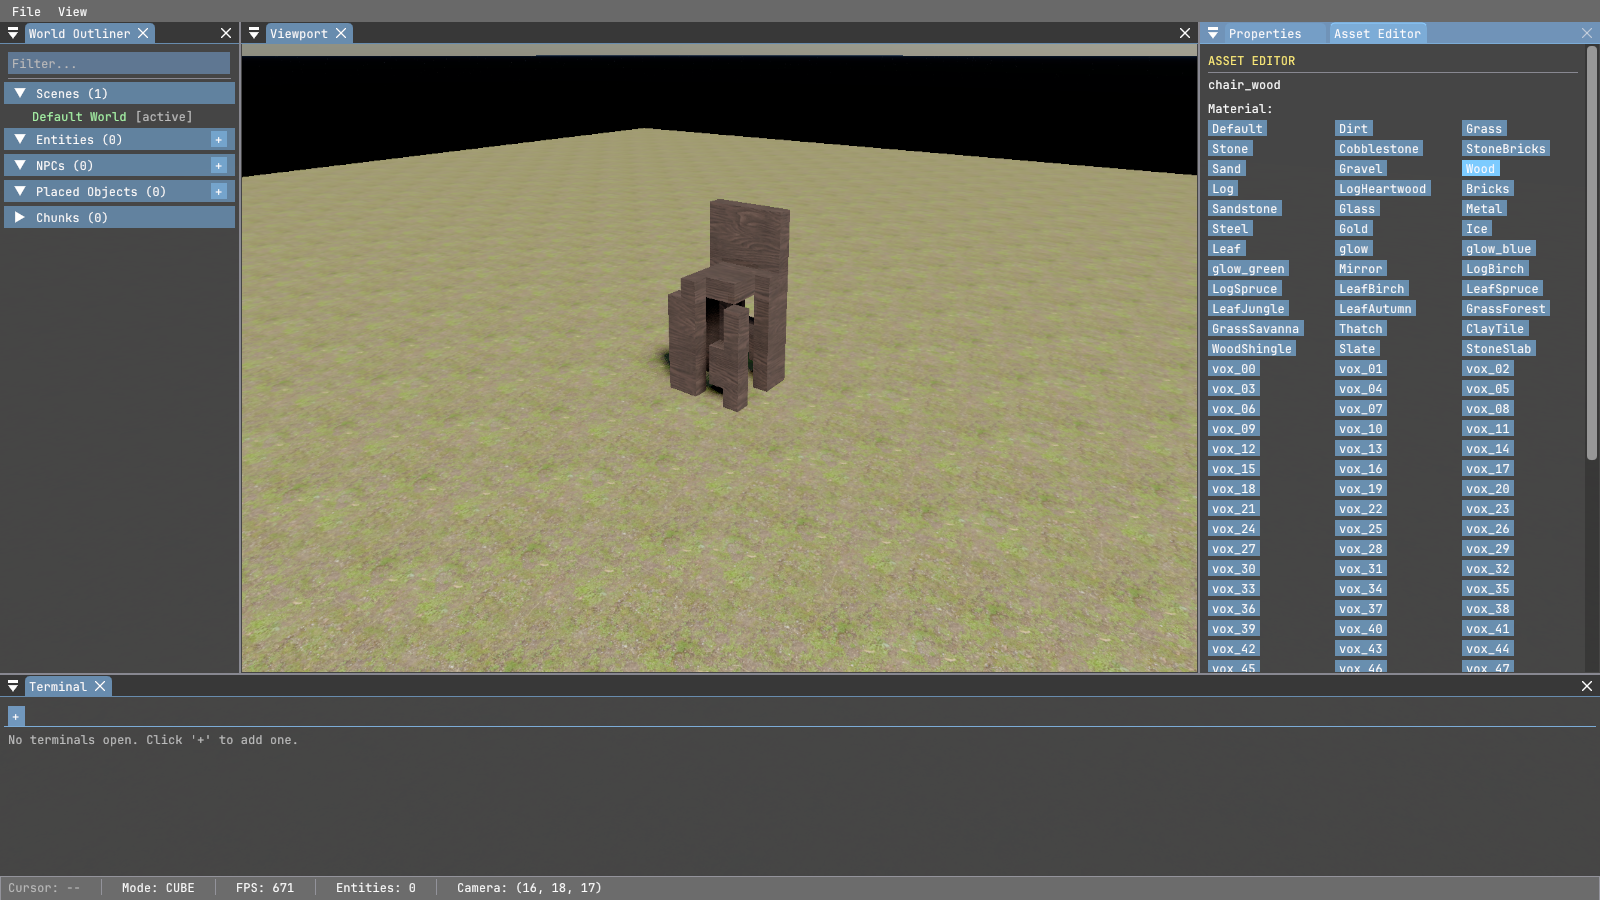 File View
World Outliner
Filter...
Scenes (1)
Default World [active]
Entities (0) +
NPCs (0) +
Placed Objects (0) +
Chunks (0)
Viewport
Properties Asset Editor
ASSET EDITOR
chair_wood
Material:
Default Dirt Grass
Stone Cobblestone StoneBricks
Sand Gravel Wood
Log LogHeartwood Bricks
Sandstone Glass Metal
Steel Gold Ice
Leaf glow glow_blue
glow_green Mirror LogBirch
LogSpruce LeafBirch LeafSpruce
LeafJungle LeafAutumn GrassForest
GrassSavanna Thatch ClayTile
WoodShingle Slate StoneSlab
vox_00 vox_01 vox_02
vox_03 vox_04 vox_05
vox_06 vox_07 vox_08
vox_09 vox_10 vox_11
vox_12 vox_13 vox_14
vox_15 vox_16 vox_17
vox_18 vox_19 vox_20
vox_21 vox_22 vox_23
vox_24 vox_25 vox_26
vox_27 vox_28 vox_29
vox_30 vox_31 vox_32
vox_33 vox_34 vox_35
vox_36 vox_37 vox_38
vox_39 vox_40 vox_41
vox_42 vox_43 vox_44
vox_45 vox_46 vox_47
Terminal
+
No terminals open. Click '+' to add one.
Cursor: -- Mode: CUBE FPS: 671 Entities: 0 Camera: (16, 18, 17)